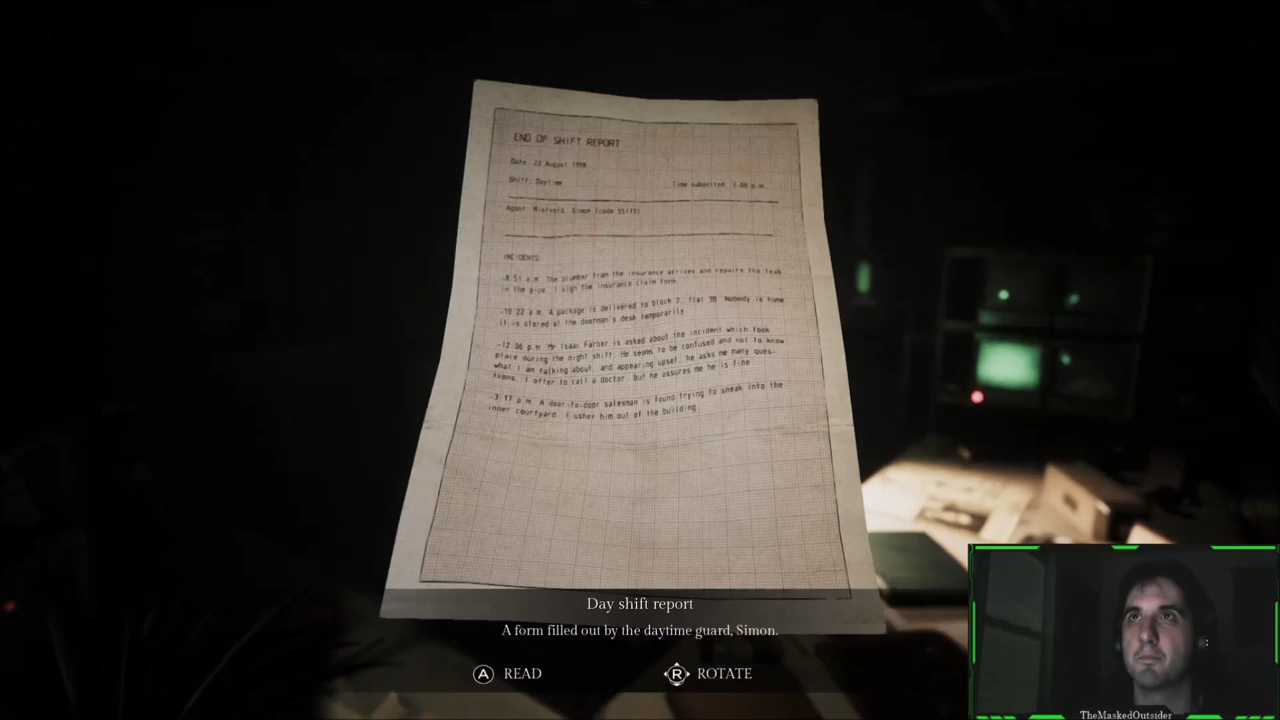 END OF SHIFT REPORT
Date: 22 August 1998
Shift: Daytime
Time submitted: 1:00 p.m.
Agent: Simon (code
INCIDENTS
-8:51 a.m. The plumber from the insurance arrives and repairs the leak
in the pipe. I sign the insurance claim form.
-10:22 a.m. A package is delivered to block 2, flat 3B. Nobody is home
it is stored at the doorman's desk temporarily.
-12:06 p.m. Mr Isaac Farber is asked about the incident which took
place during the night shift. He seems to be confused and not to know
what I am talking about, and appearing upset, he asks me many ques-
tions. I offer to call a doctor, but he assures me he is fine
-3:17 p.m. A door-to-door salesman is found trying to sneak into the
inner courtyard. I usher him out of the building.
Day shift report
A form filled out by the daytime guard, Simon.
A READ
R ROTATE
TheMaskedOutsider